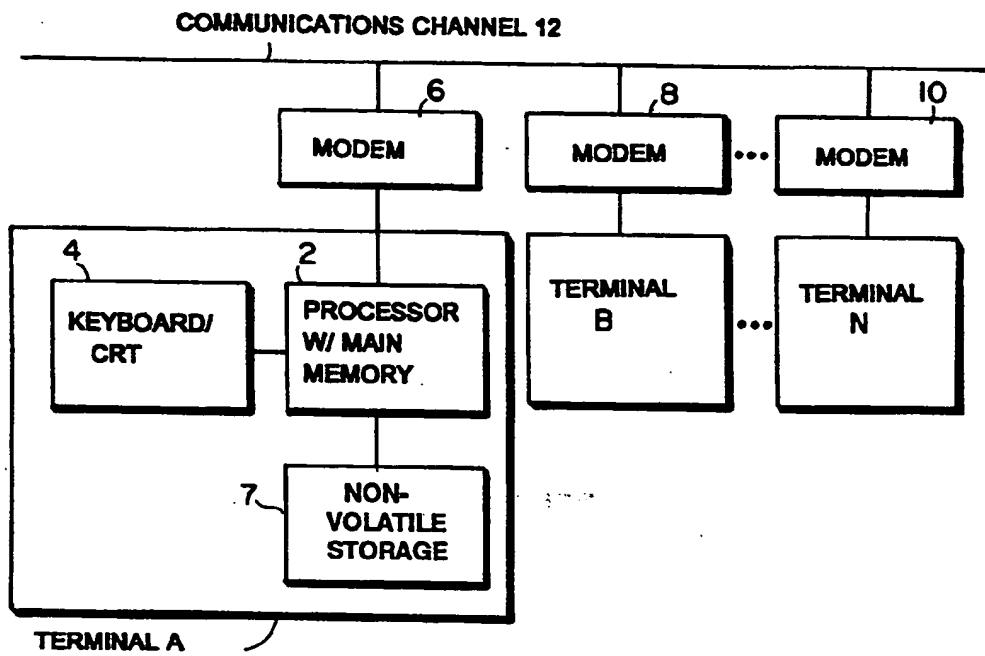 COMMUNICATIONS CHANNEL 12
6
MODEM
8
MODEM
10
MODEM
4
KEYBOARD/
CRT
2
PROCESSOR
W/ MAIN
MEMORY
7
NON-
VOLATILE
STORAGE
TERMINAL A
TERMINAL
B
TERMINAL
N